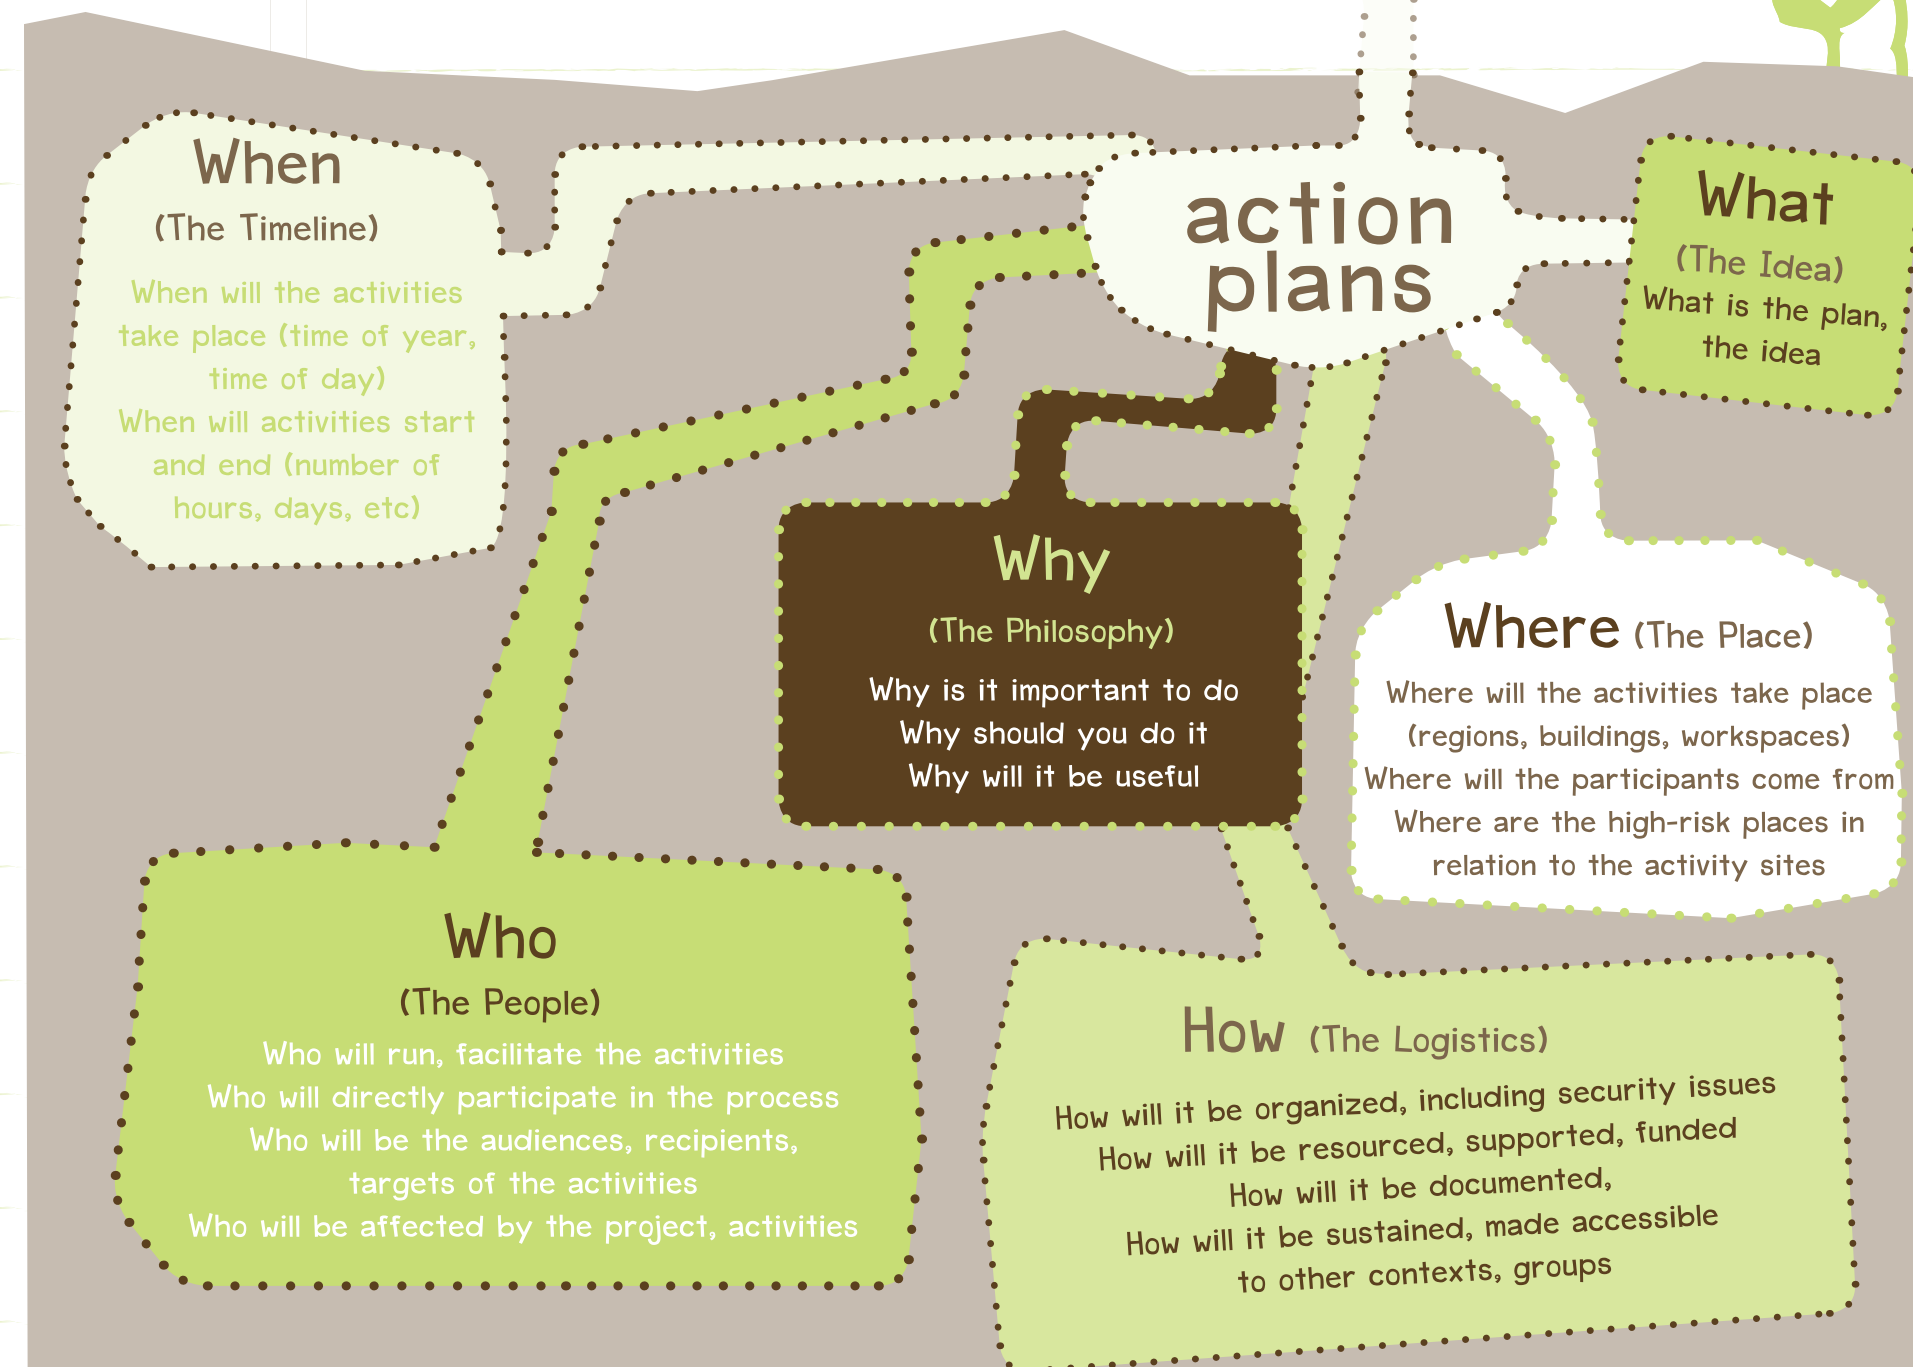 action
plans
When
(The Timeline)
When will the activities
take place (time of year,
time of day)
When will activities start
and end (number of
hours, days, etc)
What
(The Idea)
What is the plan,
the idea
Why
(The Philosophy)
Why is it important to do
Why should you do it
Why will it be useful
Where (The Place)
Where will the activities take place
(regions, buildings, workspaces)
Where will the participants come from
Where are the high-risk places in
relation to the activity sites
Who
(The People)
Who will run, facilitate the activities
Who will directly participate in the process
Who will be the audiences, recipients,
targets of the activities
Who will be affected by the project, activities
How (The Logistics)
How will it be organized, including security issues
How will it be resourced, supported, funded
How will it be documented,
How will it be sustained, made accessible
to other contexts, groups